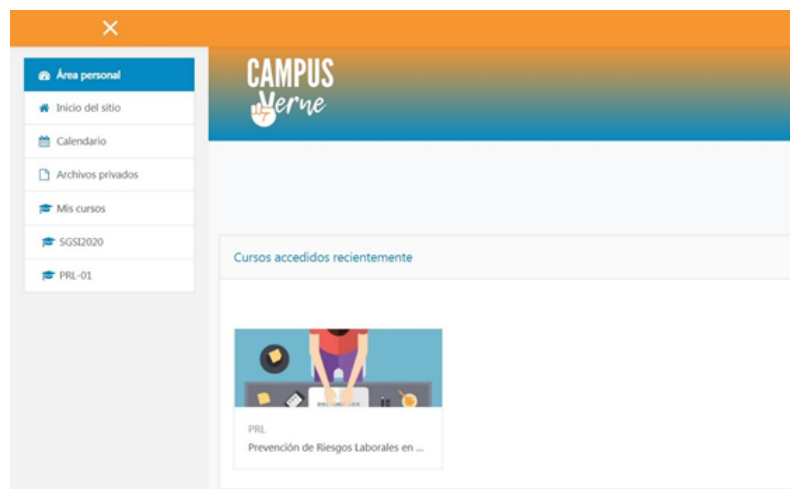 Área personal
Inicio del sitio
Calendario
Archivos privados
Mis cursos
SGSI2020
PRL-01
CAMPUS
Verne
Cursos accedidos recientemente
PRL
Prevención de Riesgos Laborales en ...